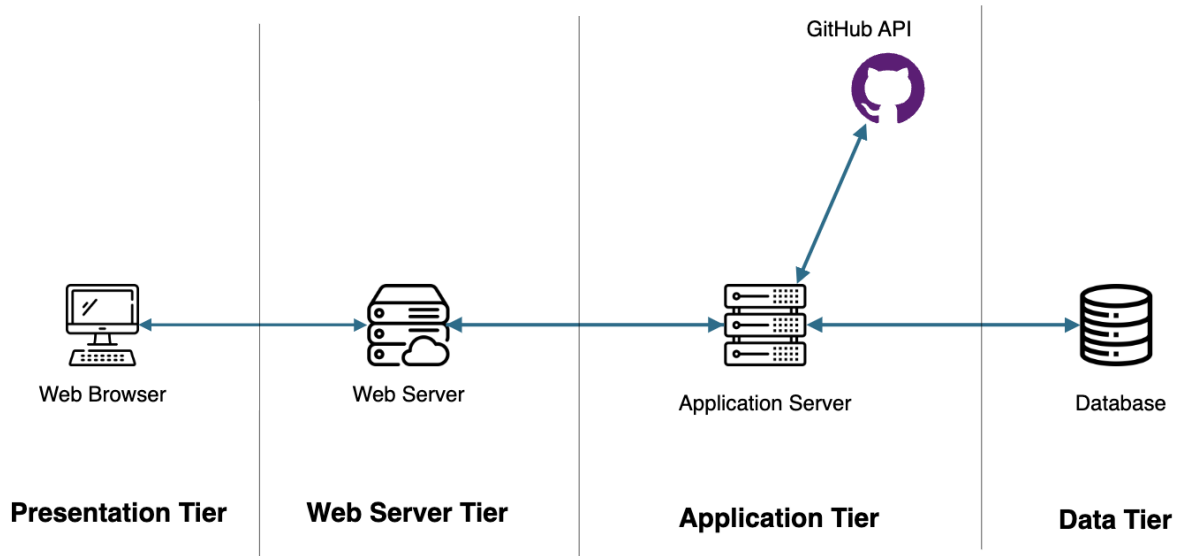 GitHub API
Web Browser
Web Server
Application Server
Database
Presentation Tier
Web Server Tier
Application Tier
Data Tier